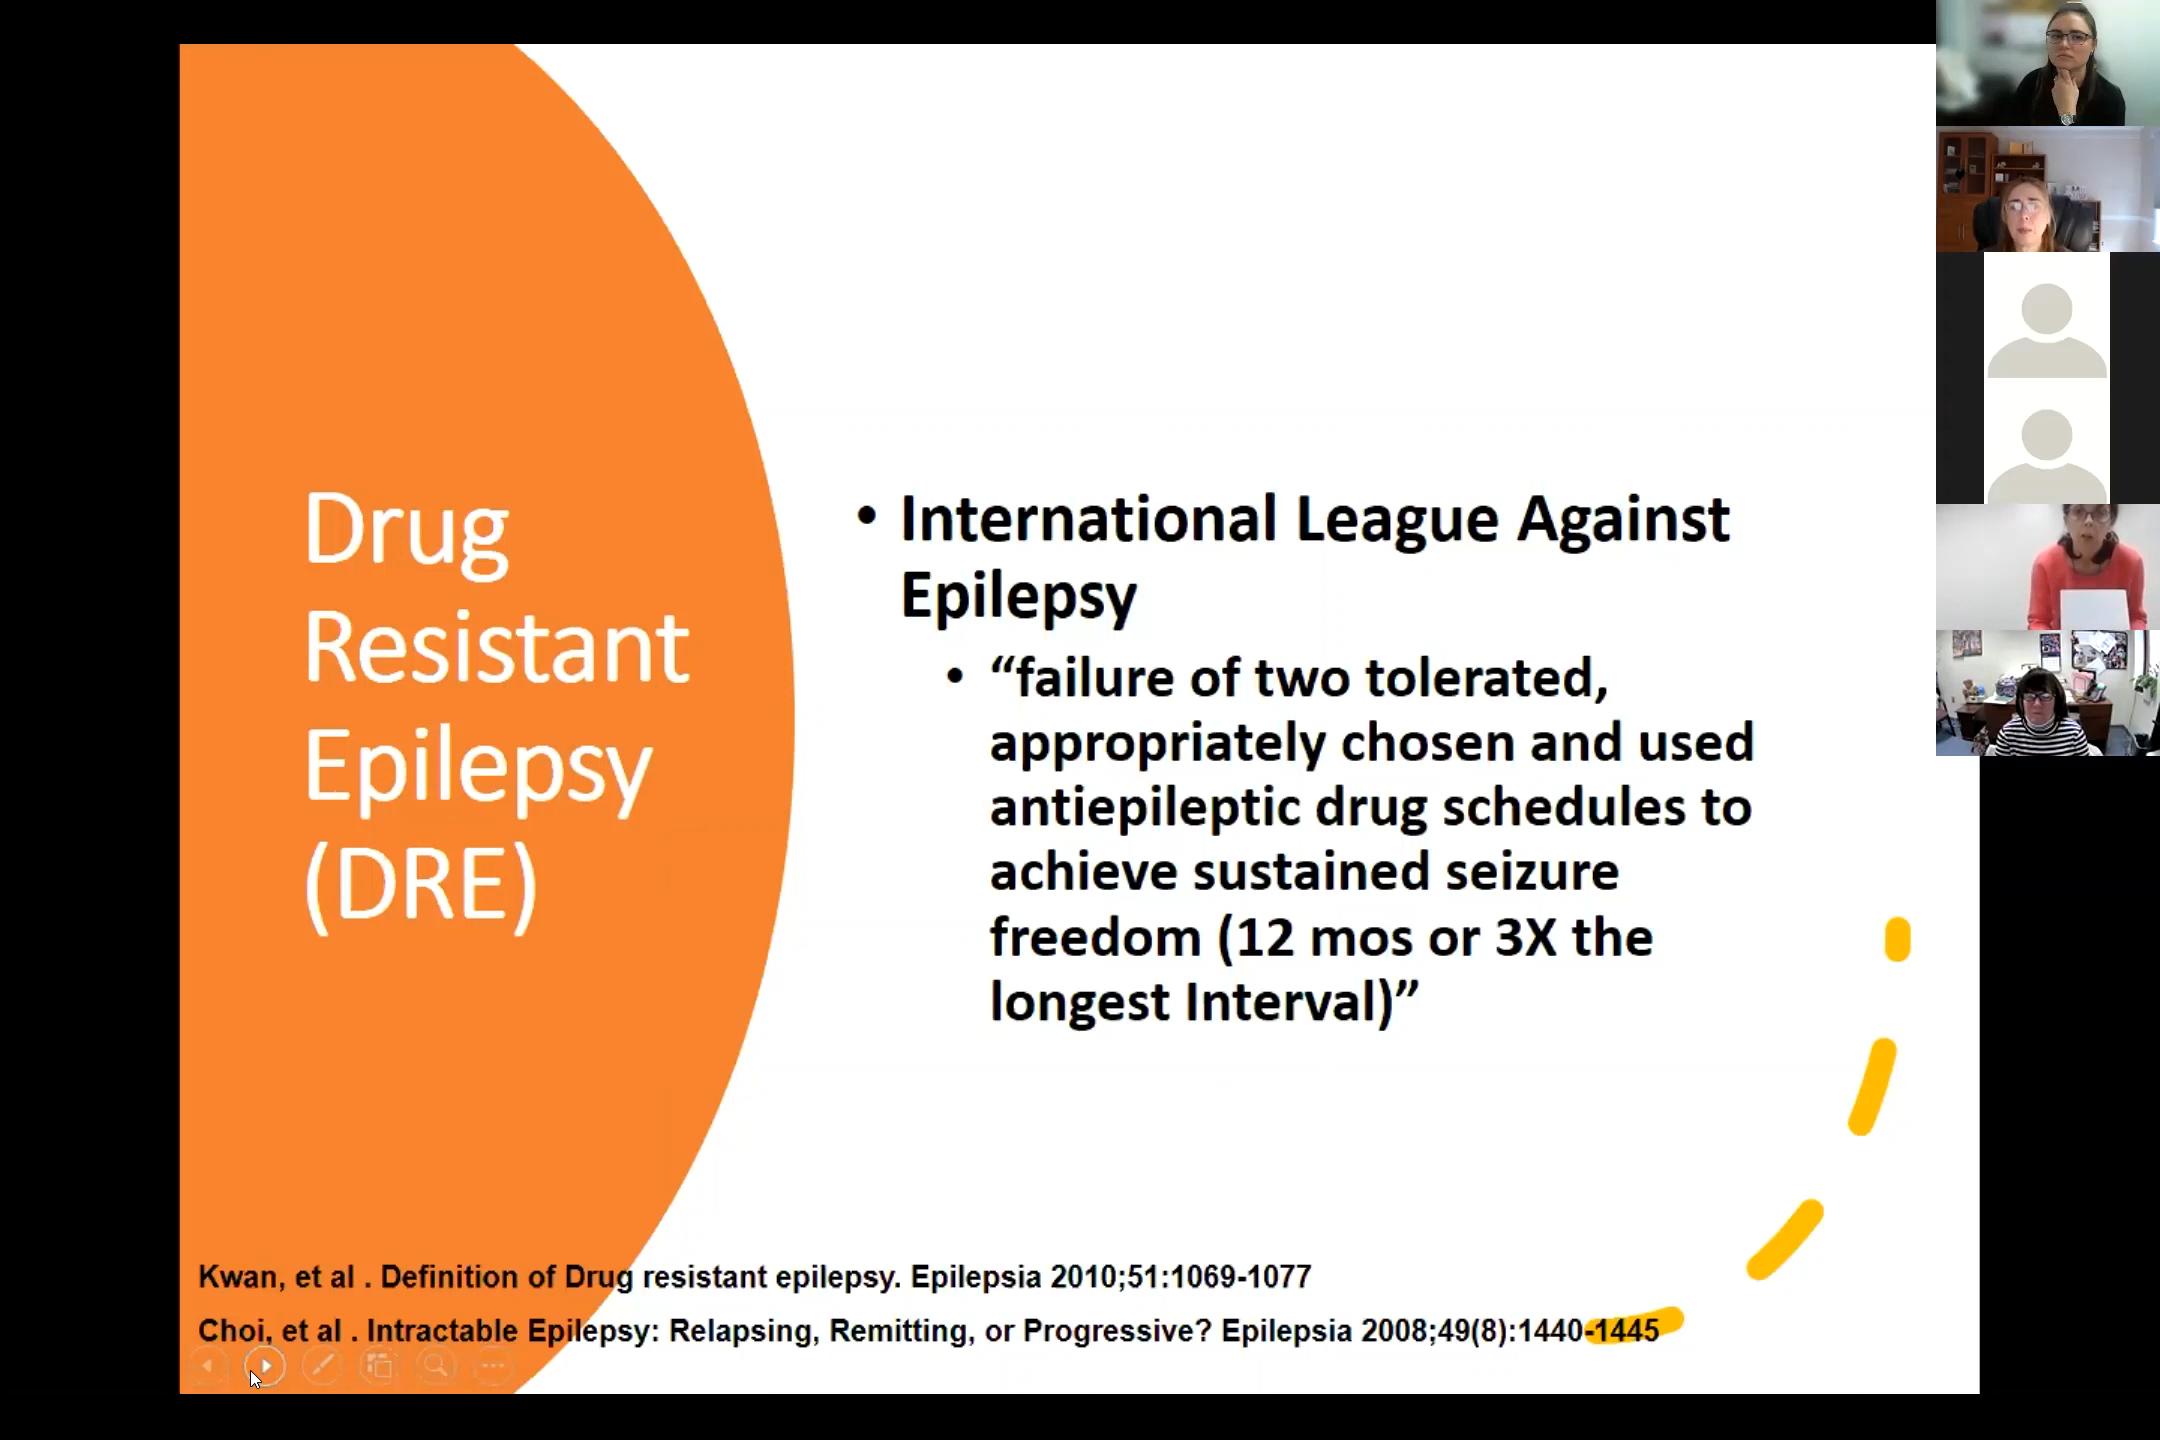 Drug
Resistant
Epilepsy
(DRE)
• International League Against
Epilepsy
• “failure of two tolerated,
appropriately chosen and used
antiepileptic drug schedules to
achieve sustained seizure
freedom (12 mos or 3X the
longest Interval)”
Kwan, et al . Definition of Drug resistant epilepsy. Epilepsia 2010;51:1069-1077
Choi, et al . Intractable Epilepsy: Relapsing, Remitting, or Progressive? Epilepsia 2008;49(8):1440-1445